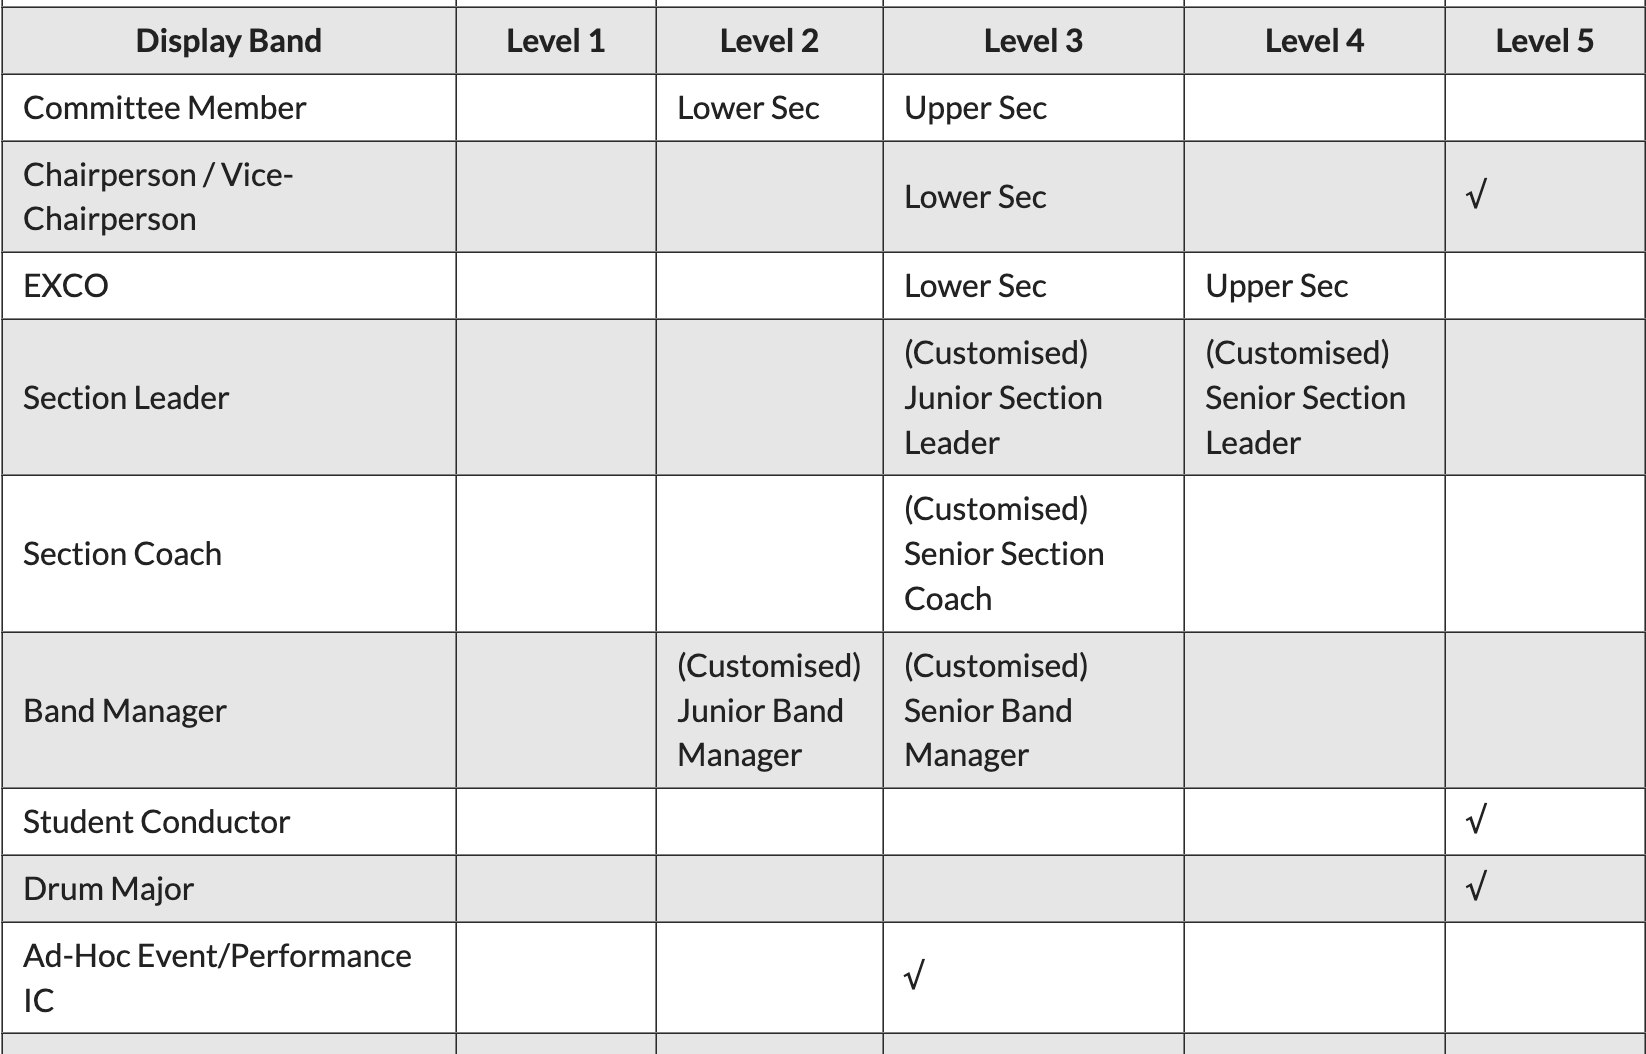 Display Band Level 1 Level 2 Level 3 Level 4 Level 5
Committee Member Lower Sec Upper Sec
Chairperson / Vice-
Chairperson
Lower Sec √
EXCO Lower Sec Upper Sec
Section Leader
(Customised)
Junior Section
Leader
(Customised)
Senior Section
Leader
Section Coach
(Customised)
Senior Section
Coach
Band Manager
(Customised)
Junior Band
Manager
(Customised)
Senior Band
Manager
Student Conductor √
Drum Major √
Ad-Hoc Event/Performance
IC
√